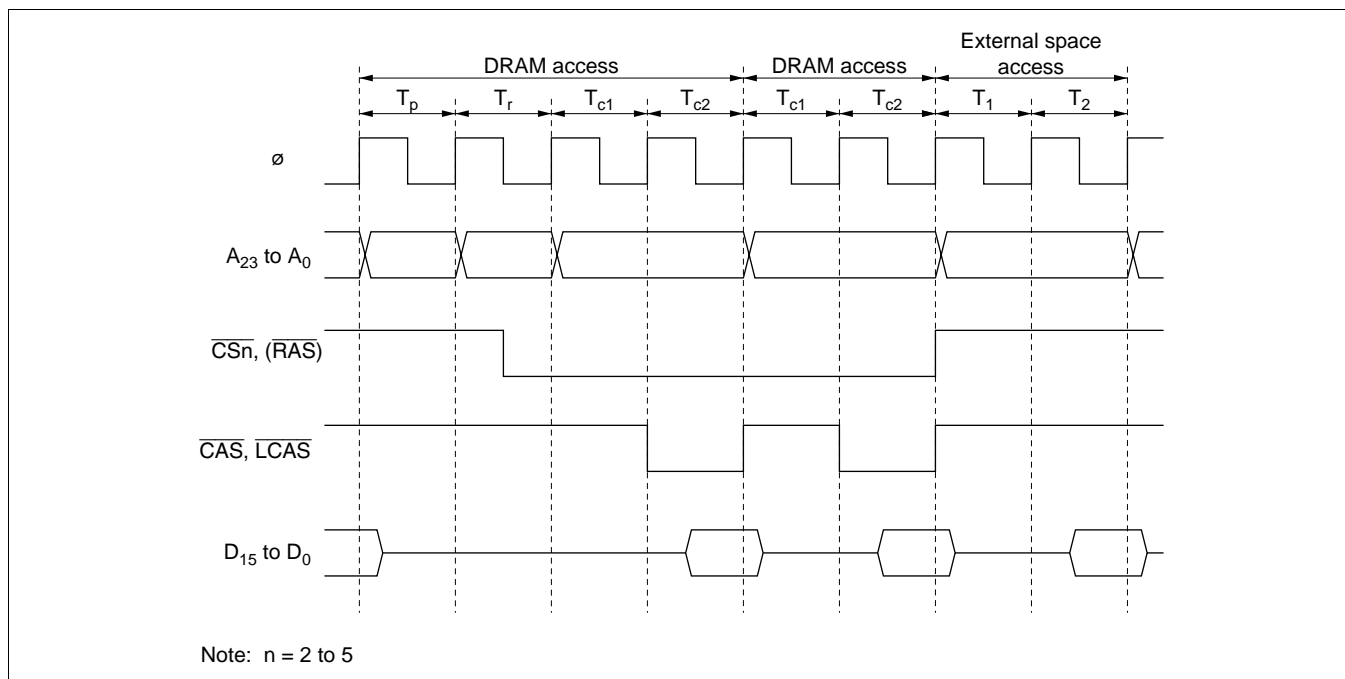 External space
access
DRAM access DRAM access
Tp Tr Tc1 Tc2 Tc1 Tc2 T1 T2
ø
A23 to A0
CSn, (RAS)
CAS, LCAS
D15 to D0
Note: n = 2 to 5